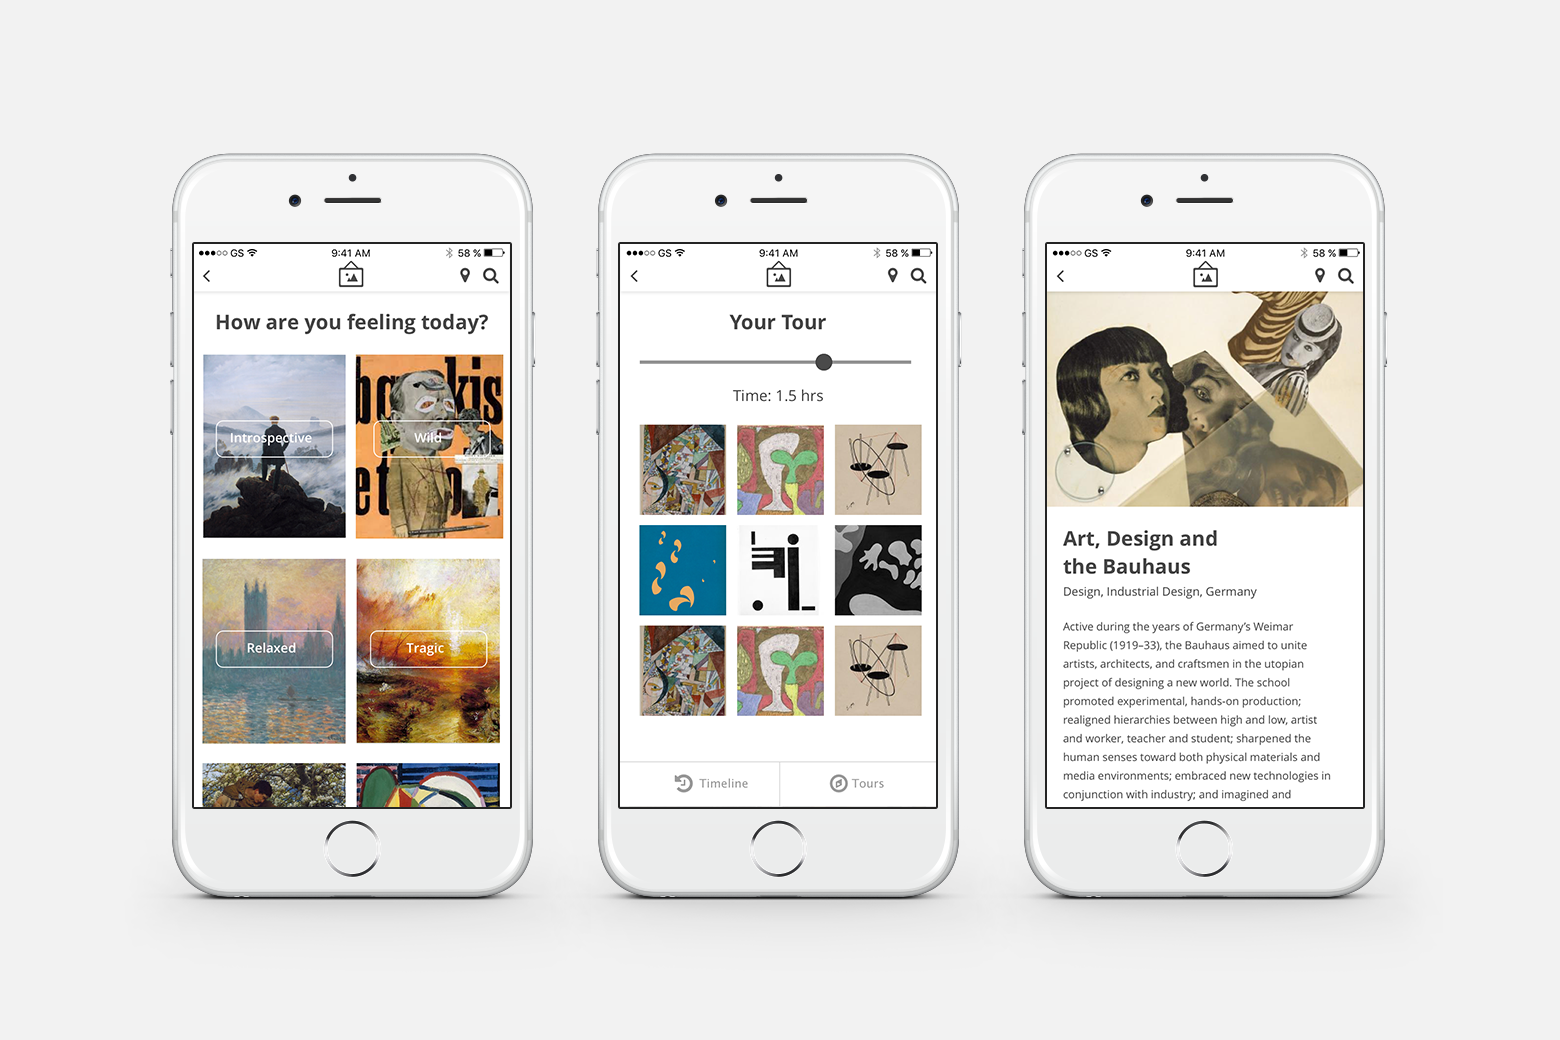 GS 9:41 AM 58 %
How are you feeling today?
Introspective
Wild
Relaxed
Tragic
GS 9:41 AM 58 %
Your Tour
Time: 1.5 hrs
Timeline
Tours
GS 9:41 AM 58 %
Art, Design and
the Bauhaus
Design, Industrial Design, Germany
Active during the years of Germany’s Weimar
Republic (1919–33), the Bauhaus aimed to unite
artists, architects, and craftsmen in the utopian
project of designing a new world. The school
promoted experimental, hands-on production;
realigned hierarchies between high and low, artist
and worker, teacher and student; sharpened the
human senses toward both physical materials and
media environments; embraced new technologies in
conjunction with industry; and imagined and